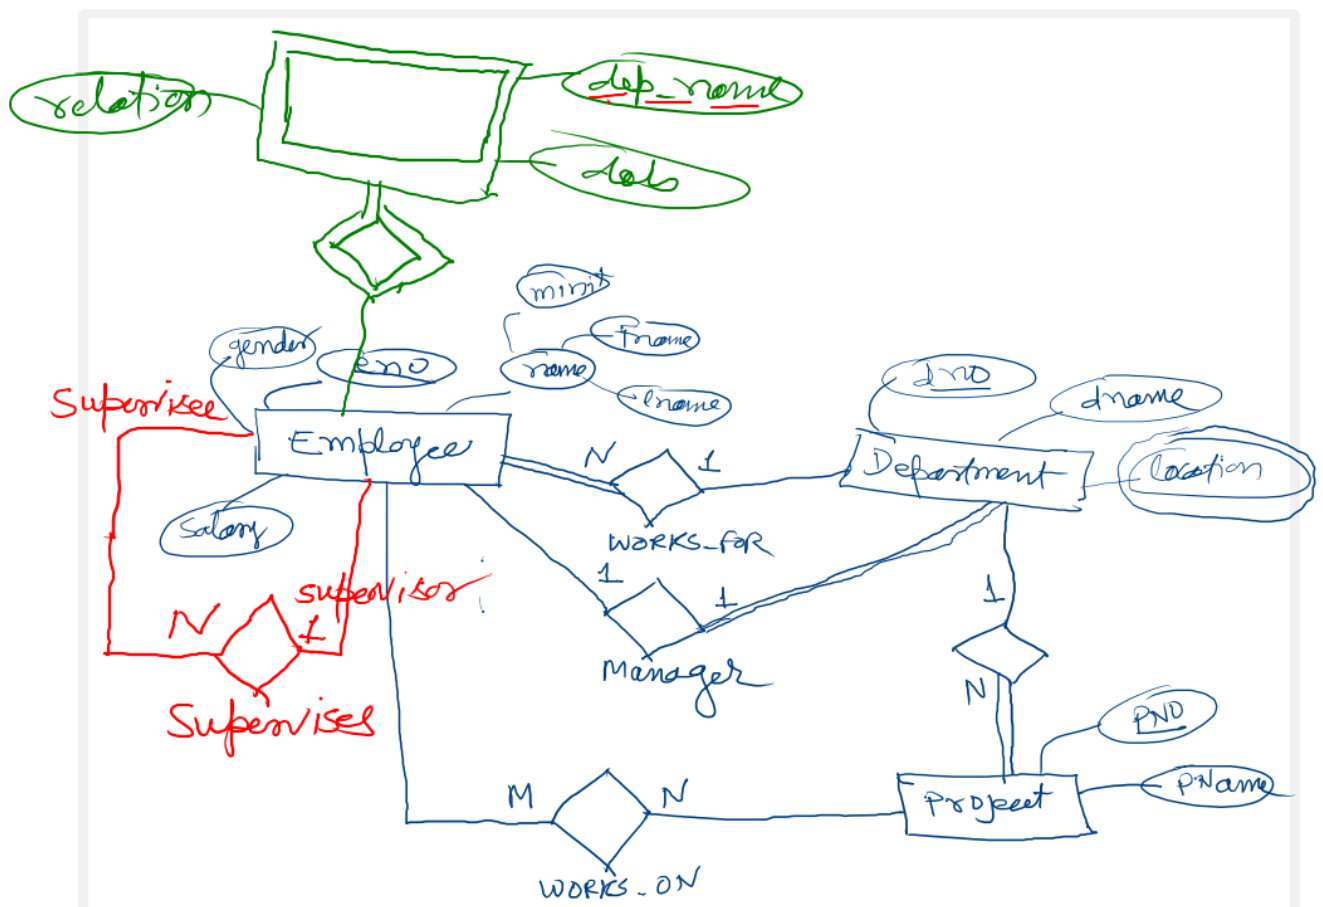 relation
dep_name
dob
minit
gender
eno
name
Fname
lname
Supervisee
Employee
N
1
Department
dno
dname
location
Salary
WORKS_FOR
supervisor
N
1
Supervises
1
1
Manager
1
N
PNO
PName
Project
M
N
WORKS_ON